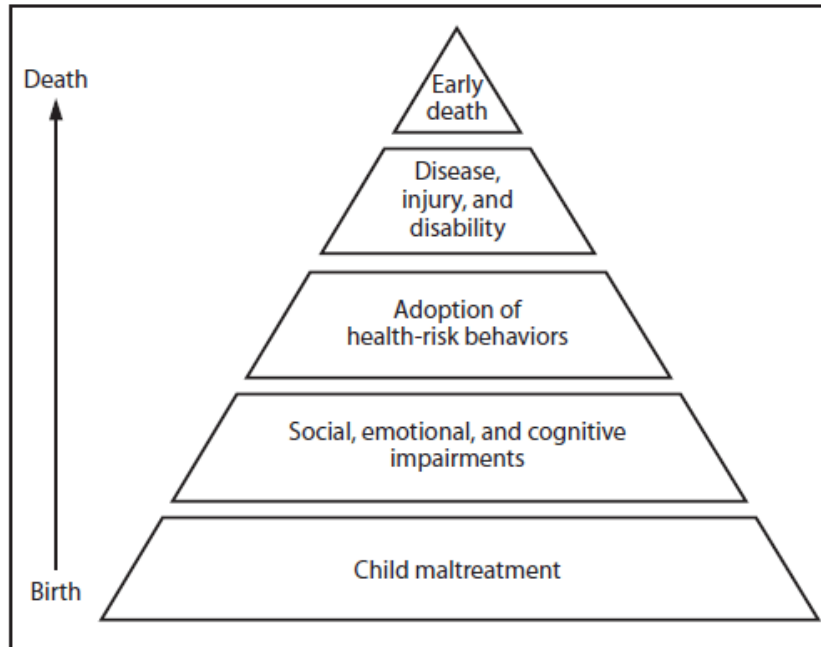 Death
Early
death
Disease,
injury, and
disability
Adoption of
health-risk behaviors
Social, emotional, and cognitive
impairments
Child maltreatment
Birth